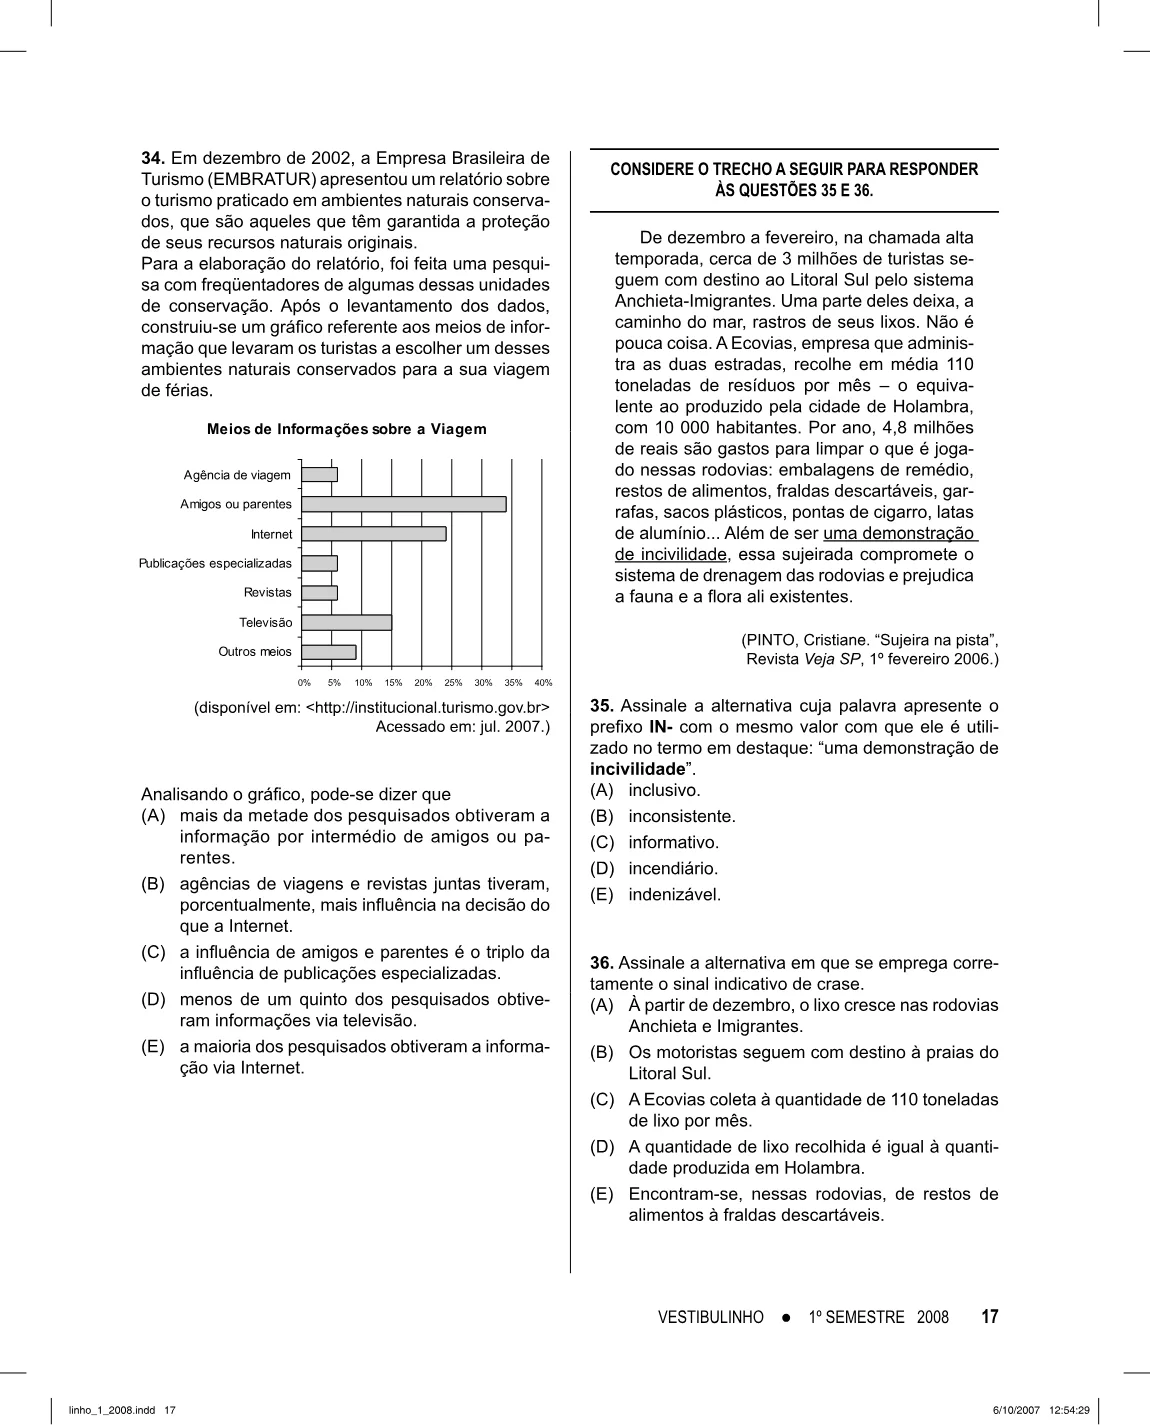 34. Em dezembro de 2002, a Empresa Brasileira de
Turismo (EMBRATUR) apresentou um relatório sobre
o turismo praticado em ambientes naturais conserva-
dos, que são aqueles que têm garantida a proteção
de seus recursos naturais originais.
Para a elaboração do relatório, foi feita uma pesqui-
sa com freqüentadores de algumas dessas unidades
de conservação. Após o levantamento dos dados,
construiu-se um gráfico referente aos meios de infor-
mação que levaram os turistas a escolher um desses
ambientes naturais conservados para a sua viagem
de férias.
Meios de Informações sobre a Viagem
Agência de viagem
Amigos ou parentes
Internet
Publicações especializadas
Revistas
Televisão
Outros meios
0% 5% 10% 15% 20% 25% 30% 35% 40%
(disponível em: <http://institucional.turismo.gov.br>
Acessado em: jul. 2007.)
Analisando o gráfico, pode-se dizer que
(A) mais da metade dos pesquisados obtiveram a
informação por intermédio de amigos ou pa-
rentes.
(B) agências de viagens e revistas juntas tiveram,
porcentualmente, mais influência na decisão do
que a Internet.
(C) a influência de amigos e parentes é o triplo da
influência de publicações especializadas.
(D) menos de um quinto dos pesquisados obtive-
ram informações via televisão.
(E) a maioria dos pesquisados obtiveram a informa-
ção via Internet.
CONSIDERE O TRECHO A SEGUIR PARA RESPONDER
ÀS QUESTÕES 35 E 36.
De dezembro a fevereiro, na chamada alta
temporada, cerca de 3 milhões de turistas se-
guem com destino ao Litoral Sul pelo sistema
Anchieta-Imigrantes. Uma parte deles deixa, a
caminho do mar, rastros de seus lixos. Não é
pouca coisa. A Ecovias, empresa que adminis-
tra as duas estradas, recolhe em média 110
toneladas de resíduos por mês – o equiva-
lente ao produzido pela cidade de Holambra,
com 10 000 habitantes. Por ano, 4,8 milhões
de reais são gastos para limpar o que é joga-
do nessas rodovias: embalagens de remédio,
restos de alimentos, fraldas descartáveis, gar-
rafas, sacos plásticos, pontas de cigarro, latas
de alumínio... Além de ser uma demonstração
de incivilidade, essa sujeirada compromete o
sistema de drenagem das rodovias e prejudica
a fauna e a flora ali existentes.
(PINTO, Cristiane. “Sujeira na pista”,
Revista Veja SP, 1º fevereiro 2006.)
35. Assinale a alternativa cuja palavra apresente o
prefixo IN- com o mesmo valor com que ele é utili-
zado no termo em destaque: “uma demonstração de
incivilidade”.
(A) inclusivo.
(B) inconsistente.
(C) informativo.
(D) incendiário.
(E) indenizável.
36. Assinale a alternativa em que se emprega corre-
tamente o sinal indicativo de crase.
(A) À partir de dezembro, o lixo cresce nas rodovias
Anchieta e Imigrantes.
(B) Os motoristas seguem com destino à praias do
Litoral Sul.
(C) A Ecovias coleta à quantidade de 110 toneladas
de lixo por mês.
(D) A quantidade de lixo recolhida é igual à quanti-
dade produzida em Holambra.
(E) Encontram-se, nessas rodovias, de restos de
alimentos à fraldas descartáveis.
VESTIBULINHO ● 1º SEMESTRE 2008 17
linho_1_2008.indd 17
6/10/2007 12:54:29